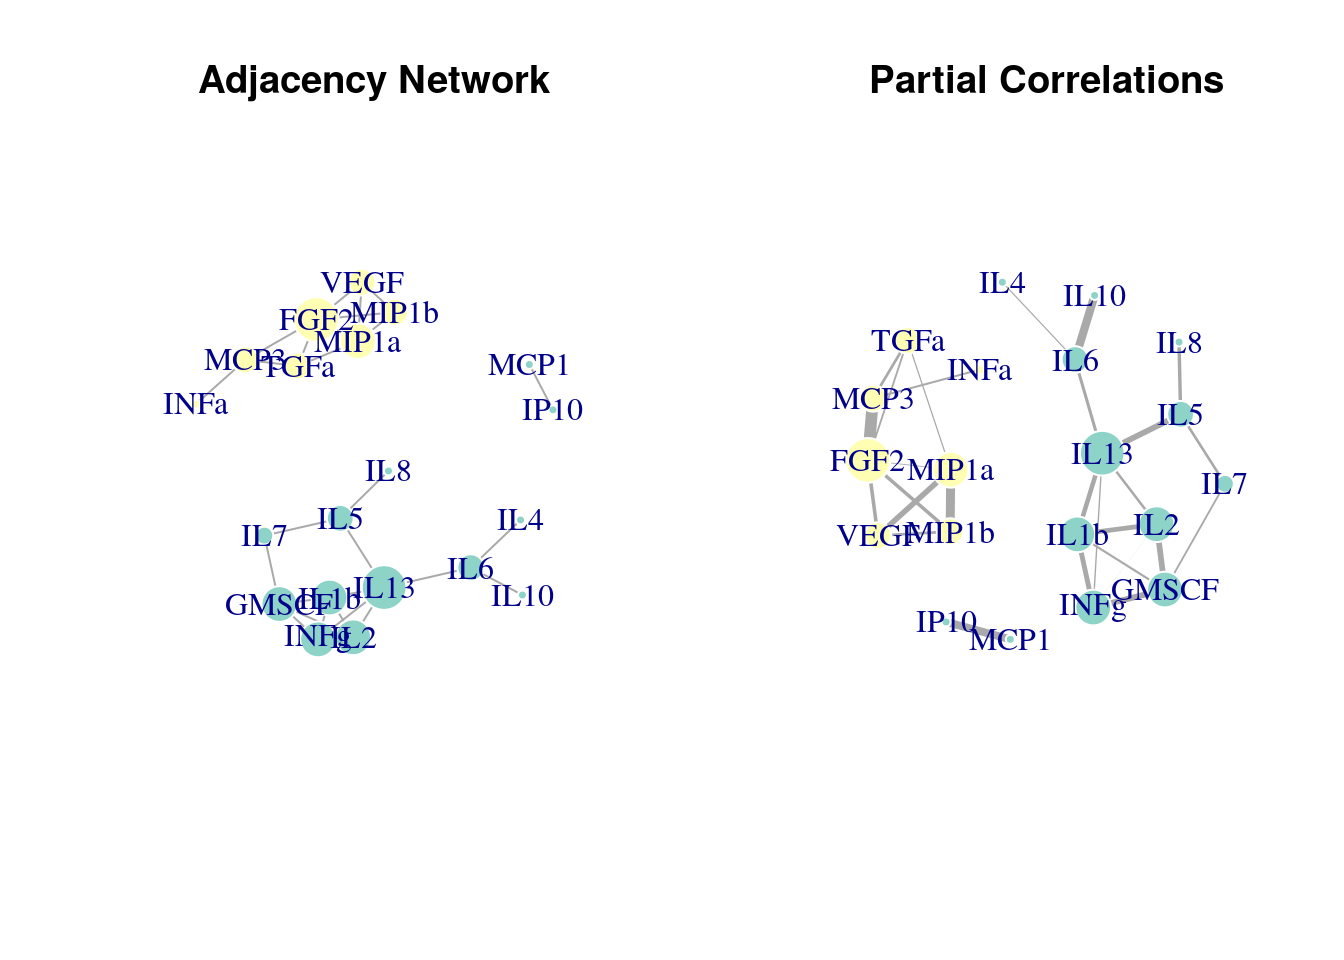 Adjacency Network
VEGF
FGF2
MIP1b
MIP1a
MCP3
TGFa
INFa
MCP1
IP10
IL8
IL5
IL7
IL4
IL6
IL10
IL13
IL1b
GMSCF
INFg
IL2
Partial Correlations
IL4
IL10
TGFa
IL8
IL6
INFa
MCP3
IL5
IL13
FGF2
MIP1a
IL7
IL2
VEGF
MIP1b
IL1b
GMSCF
INFg
IP10
MCP1